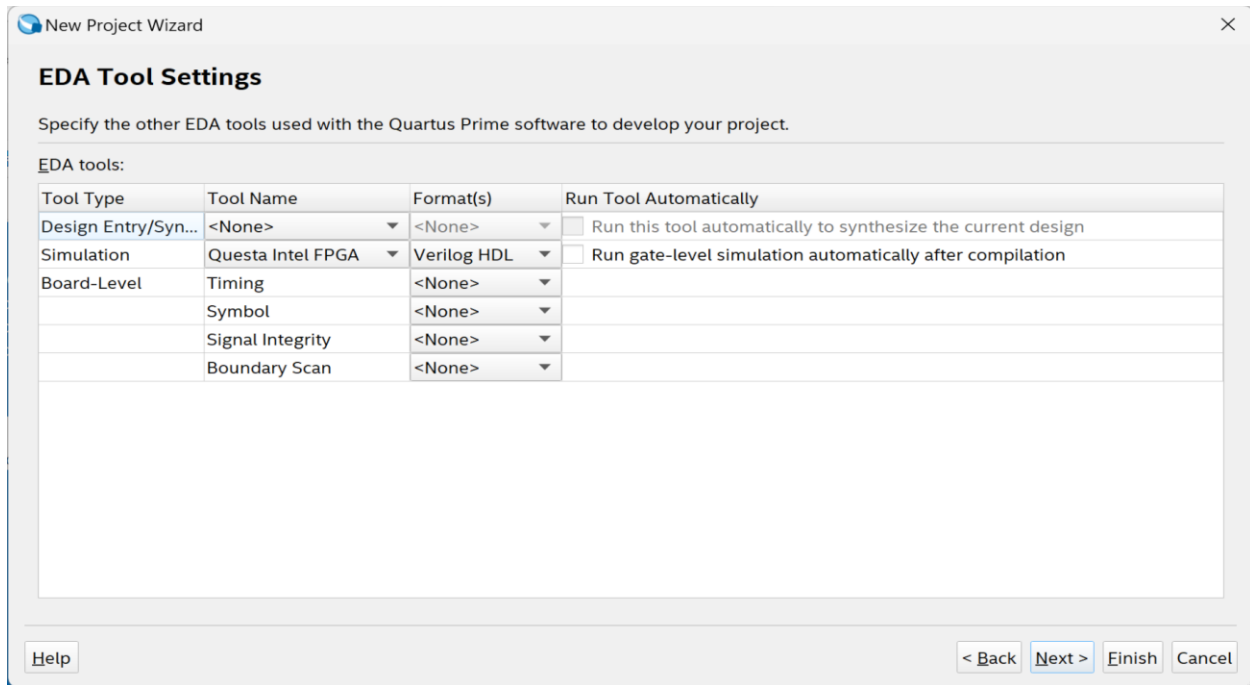 New Project Wizard
EDA Tool Settings
Specify the other EDA tools used with the Quartus Prime software to develop your project.
EDA tools:
Tool Type Tool Name Format(s) Run Tool Automatically
Design Entry/Syn... <None> <None> Run this tool automatically to synthesize the current design
Simulation Questa Intel FPGA Verilog HDL Run gate-level simulation automatically after compilation
Board-Level Timing <None>
Symbol <None>
Signal Integrity <None>
Boundary Scan <None>
Help < Back Next > Finish Cancel